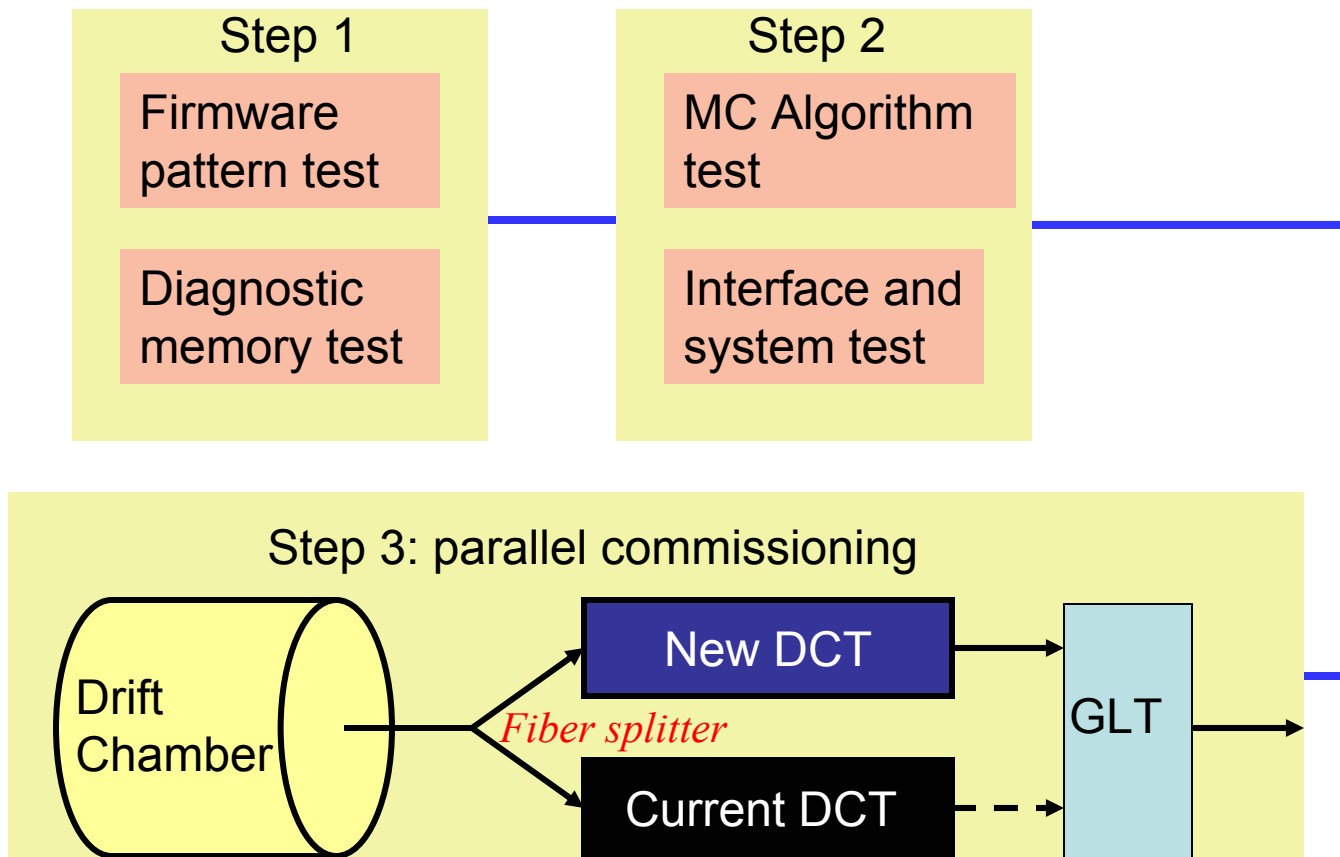 Step 1
Firmware
pattern test
Diagnostic
memory test
Step 2
MC Algorithm
test
Interface and
system test
Step 3: parallel commissioning
Drift
Chamber
Fiber splitter
New DCT
Current DCT
GLT